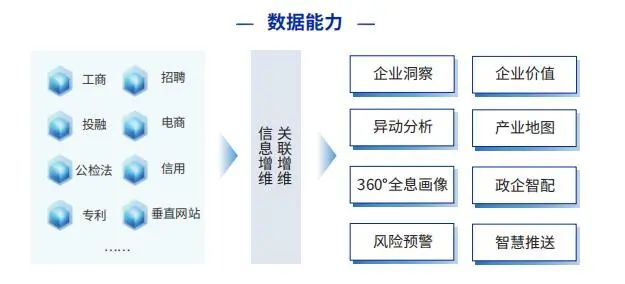 数据能力
工商
招聘
投融
电商
公检法
信用
专利
垂直网站
......
信息增维
关联增维
企业洞察
企业价值
异动分析
产业地图
360°全息画像
政企智配
风险预警
智慧推送